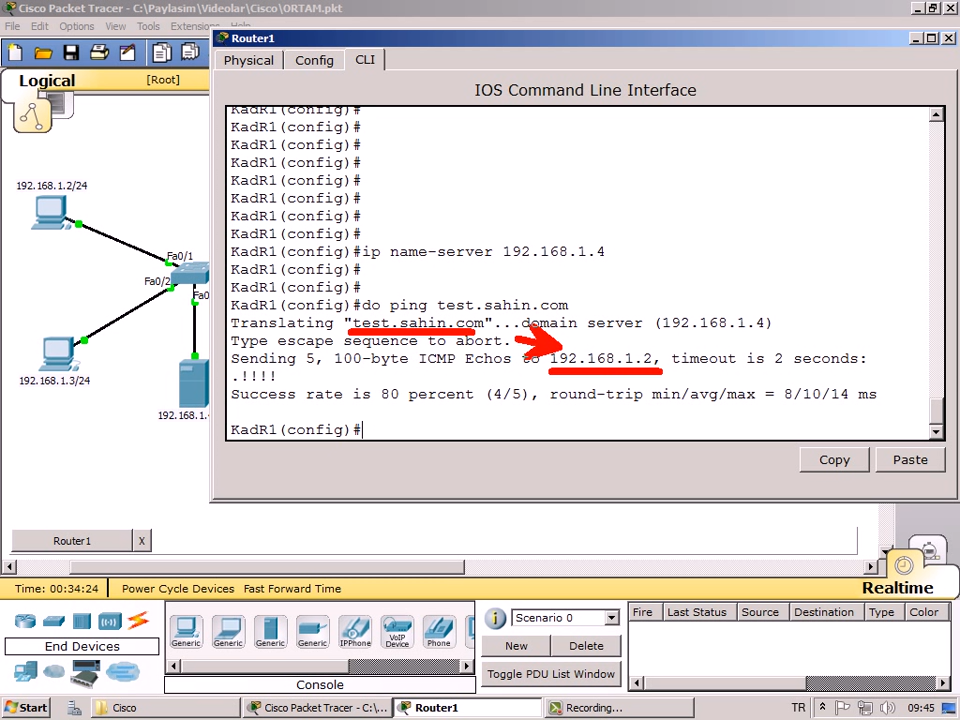 Cisco Packet Tracer - C:\Paylasim\Videolar\Cisco\ORTAM.pkt
File Edit Options View Tools Extensions Help
Router1
Physical Config CLI
Logical
[Root]
IOS Command Line Interface
KadR1(config)#
KadR1(config)#
KadR1(config)#
KadR1(config)#
KadR1(config)#
KadR1(config)#
KadR1(config)#
KadR1(config)#
KadR1(config)#ip name-server 192.168.1.4
KadR1(config)#
KadR1(config)#
KadR1(config)#do ping test.sahin.com
Translating "test.sahin.com"...domain server (192.168.1.4)
Type escape sequence to abort.
Sending 5, 100-byte ICMP Echos to 192.168.1.2, timeout is 2 seconds:
.!!!!
Success rate is 80 percent (4/5), round-trip min/avg/max = 8/10/14 ms
KadR1(config)#
Copy Paste
192.168.1.2/24
Fa0/1
Fa0/2
Fa0
192.168.1.3/24
192.168.1.
Router1 X
Time: 00:34:24 Power Cycle Devices Fast Forward Time
Realtime
End Devices
Generic Generic Generic Generic IPPhone VoIP Device Phone Generic
Console
Scenario 0
New Delete
Toggle PDU List Window
Fire Last Status Source Destination Type Color
Start Cisco Cisco Packet Tracer - C:\... Router1 Recording... TR 09:45